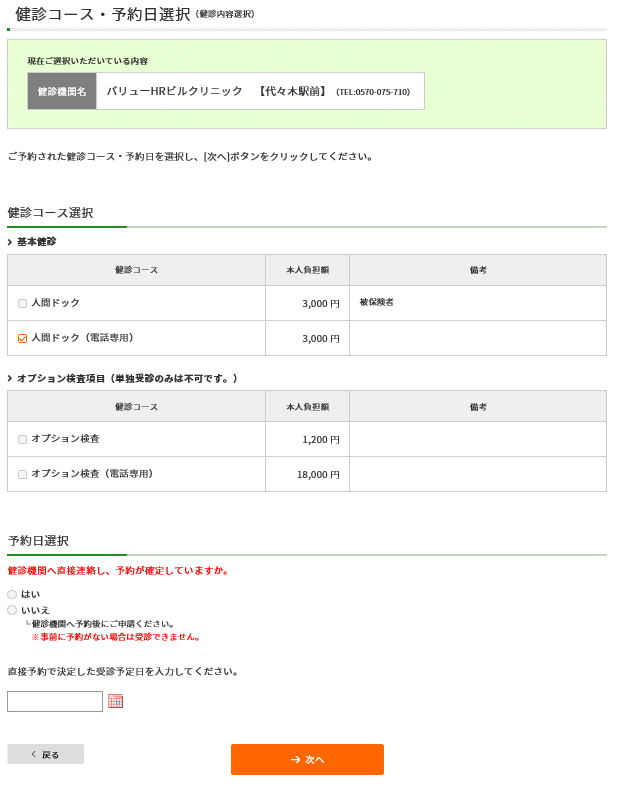 健診コース・予約日選択（健診内容選択）
現在ご選択いただいている内容
健診機関名 バリューHRビルクリニック 【代々木駅前】（TEL:0570-075-710）
ご予約された健診コース・予約日を選択し、[次へ]ボタンをクリックしてください。
健診コース選択
基本健診
健診コース 本人負担額 備考
人間ドック 3,000 円 被保険者
人間ドック（電話専用） 3,000 円
オプション検査項目（単独受診のみは不可です。）
健診コース 本人負担額 備考
オプション検査 1,200 円
オプション検査（電話専用） 18,000 円
予約日選択
健診機関へ直接連絡し、予約が確定していますか。
はい
いいえ
└健診機関へ予約後にご申請ください。
※事前に予約がない場合は受診できません。
直接予約で決定した受診予定日を入力してください。
戻る 次へ